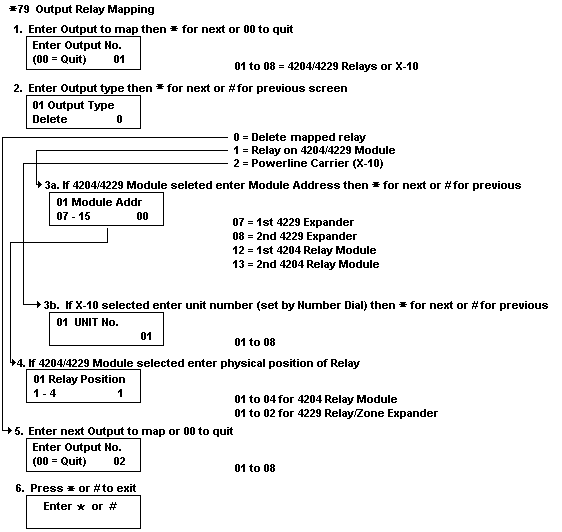 *79 Output Relay Mapping
1. Enter Output to map then * for next or 00 to quit
Enter Output No.
(00 = Quit) 01
01 to 08 = 4204/4229 Relays or X-10
2. Enter Output type then * for next or # for previous screen
01 Output Type
Delete 0
0 = Delete mapped relay
1 = Relay on 4204/4229 Module
2 = Powerline Carrier (X-10)
3a. If 4204/4229 Module seleted enter Module Address then * for next or # for previous
01 Module Addr
07 - 15 00
07 = 1st 4229 Expander
08 = 2nd 4229 Expander
12 = 1st 4204 Relay Module
13 = 2nd 4204 Relay Module
3b. If X-10 selected enter unit number (set by Number Dial) then * for next or # for previous
01 UNIT No.
01
01 to 08
4. If 4204/4229 Module selected enter physical position of Relay
01 Relay Position
1 - 4 1
01 to 04 for 4204 Relay Module
01 to 02 for 4229 Relay/Zone Expander
5. Enter next Output to map or 00 to quit
Enter Output No.
(00 = Quit) 02
01 to 08
6. Press * or # to exit
Enter * or #